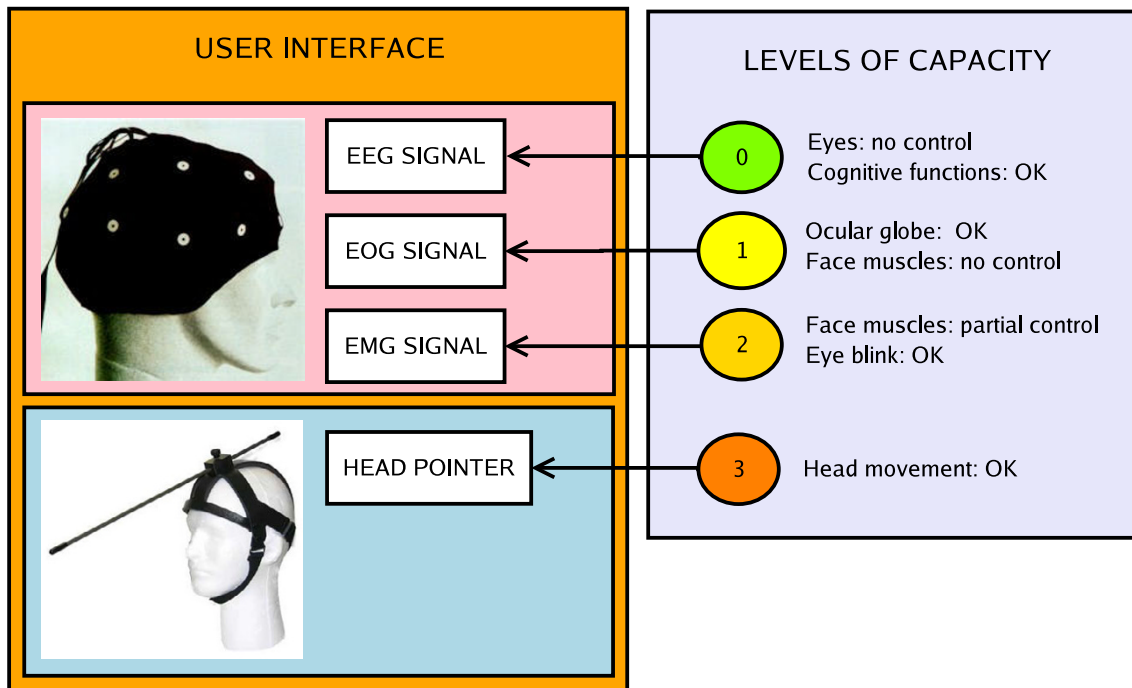 USER INTERFACE
EEG SIGNAL
EOG SIGNAL
EMG SIGNAL
HEAD POINTER
LEVELS OF CAPACITY
0
Eyes: no control
Cognitive functions: OK
1
Ocular globe: OK
Face muscles: no control
2
Face muscles: partial control
Eye blink: OK
3
Head movement: OK